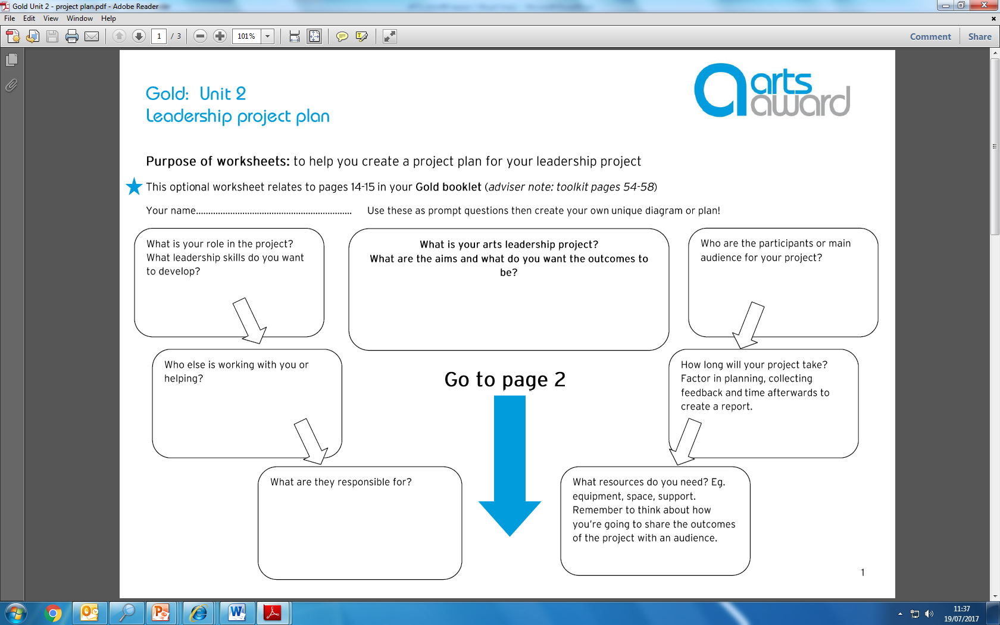 Gold Unit 2 - project plan.pdf - Adobe Reader
File Edit View Window Help
1 / 3 101% Comment Share
arts
award
Gold: Unit 2
Leadership project plan
Purpose of worksheets: to help you create a project plan for your leadership project
This optional worksheet relates to pages 14-15 in your Gold booklet (adviser note: toolkit pages 54-58)
Your name................................................................ Use these as prompt questions then create your own unique diagram or plan!
What is your role in the project?
What leadership skills do you want
to develop?
What is your arts leadership project?
What are the aims and what do you want the outcomes to
be?
Who are the participants or main
audience for your project?
Who else is working with you or
helping?
Go to page 2
How long will your project take?
Factor in planning, collecting
feedback and time afterwards to
create a report.
What are they responsible for?
What resources do you need? Eg.
equipment, space, support.
Remember to think about how
you're going to share the outcomes
of the project with an audience.
1
11:37
19/07/2017